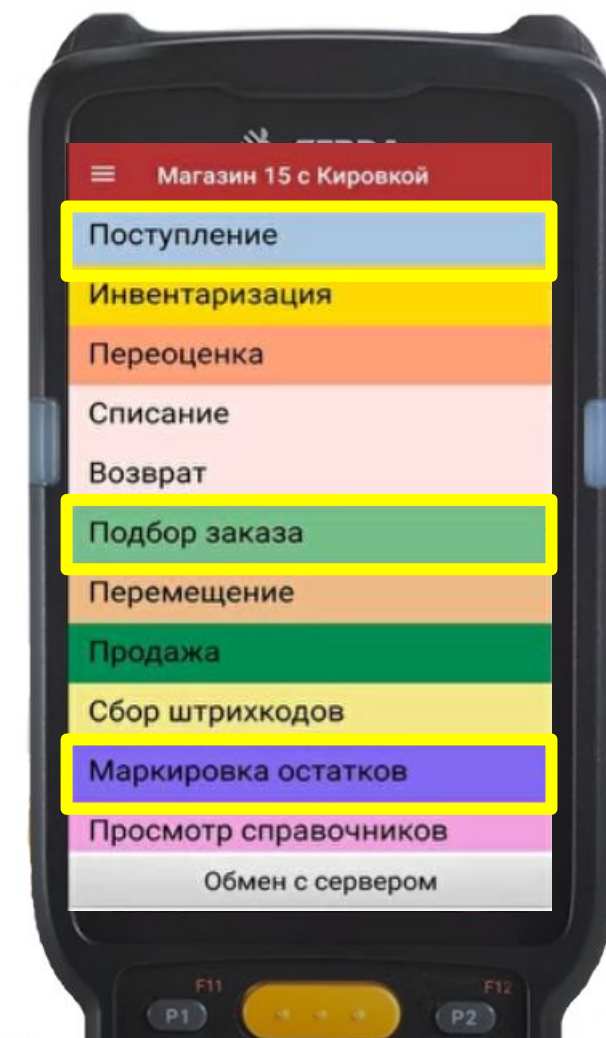 Магазин 15 с Кировкой
Поступление
Инвентаризация
Переоценка
Списание
Возврат
Подбор заказа
Перемещение
Продажа
Сбор штрихкодов
Маркировка остатков
Просмотр справочников
Обмен с сервером
F11
F12
P1
P2